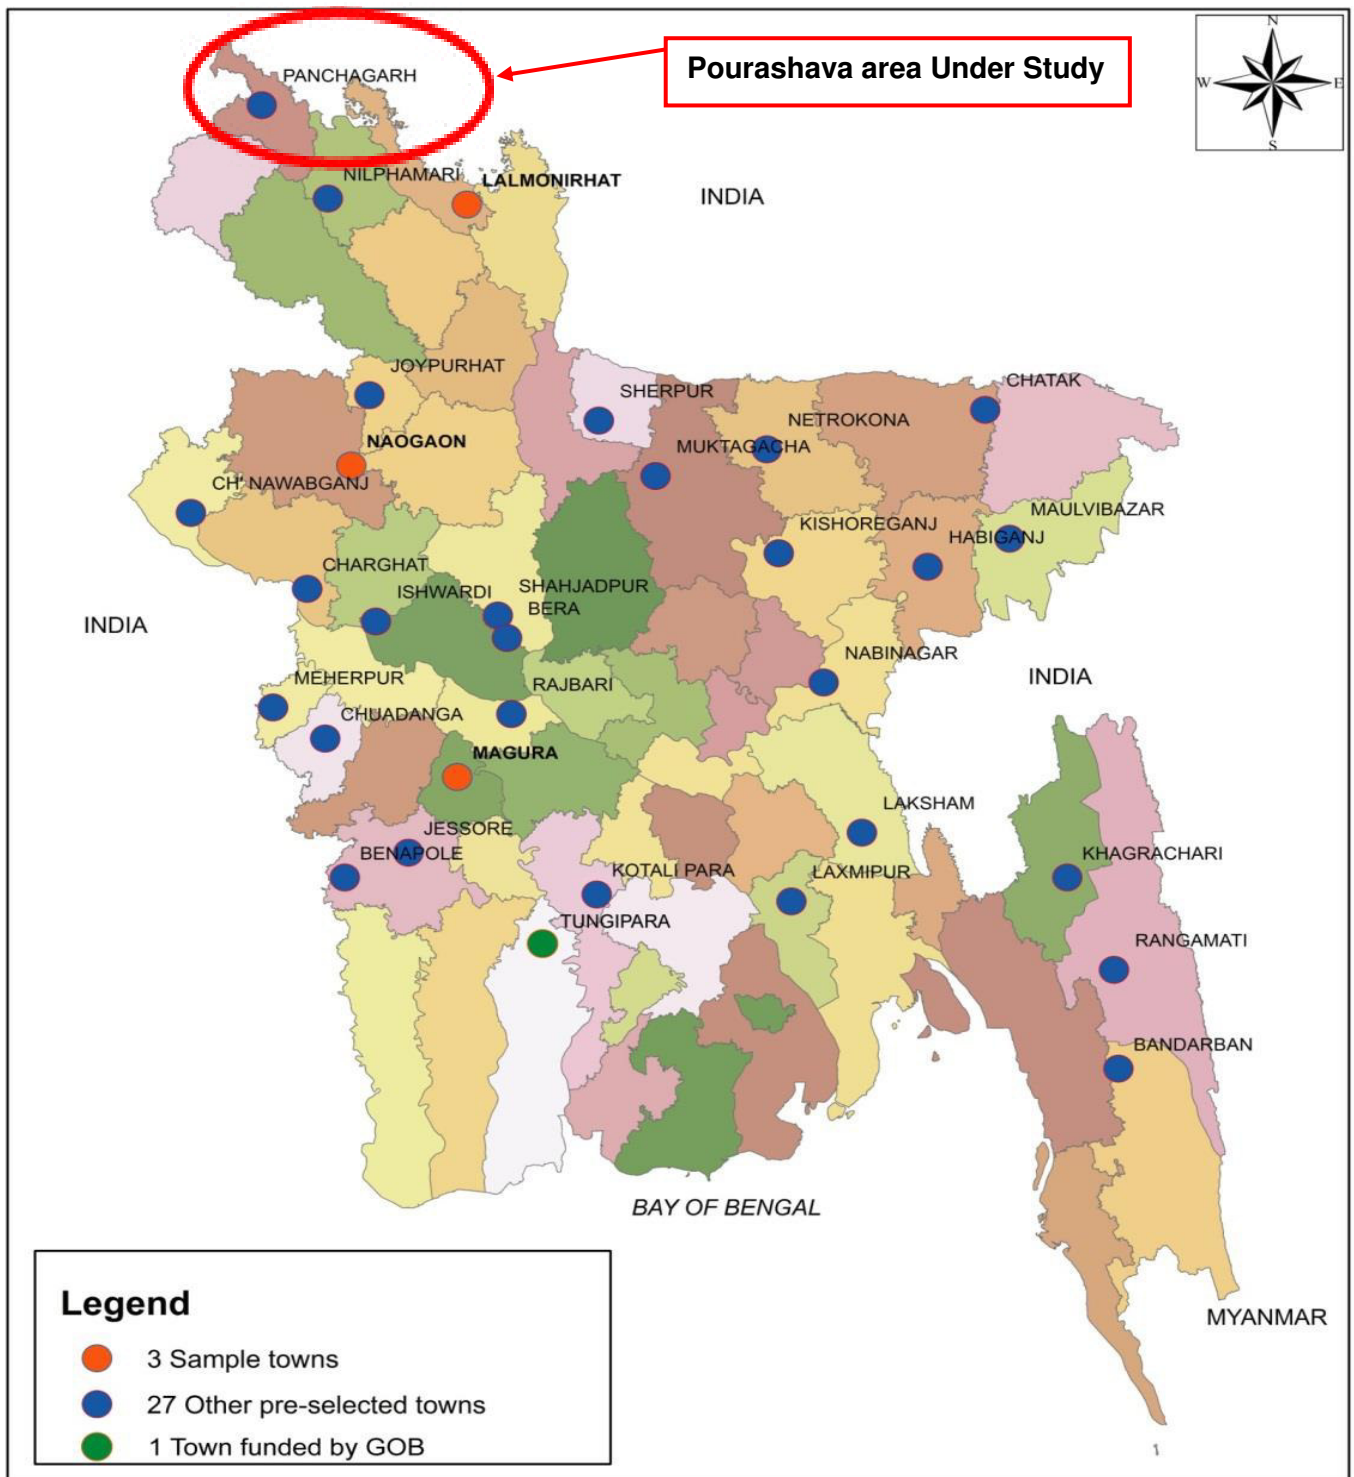 N
W
E
S
Pourashava area Under Study
PANCHAGARH
NILPHAMARI
LALMONIRHAT
INDIA
JOYPURHAT
SHERPUR
CHATAK
NETROKONA
NAOGAON
MUKTAGACHA
CH' NAWABGANJ
MAULVIBAZAR
KISHOREGANJ
HABIGANJ
CHARGHAT
ISHWARDI
SHAHJADPUR
BERA
INDIA
NABINAGAR
MEHERPUR
RAJBARI
INDIA
CHUADANGA
MAGURA
LAKSHAM
JESSORE
BENAPOLE
KHAGRACHARI
KOTALI PARA
LAXMIPUR
TUNGIPARA
RANGAMATI
BANDARBAN
BAY OF BENGAL
MYANMAR
Legend
3 Sample towns
27 Other pre-selected towns
1 Town funded by GOB